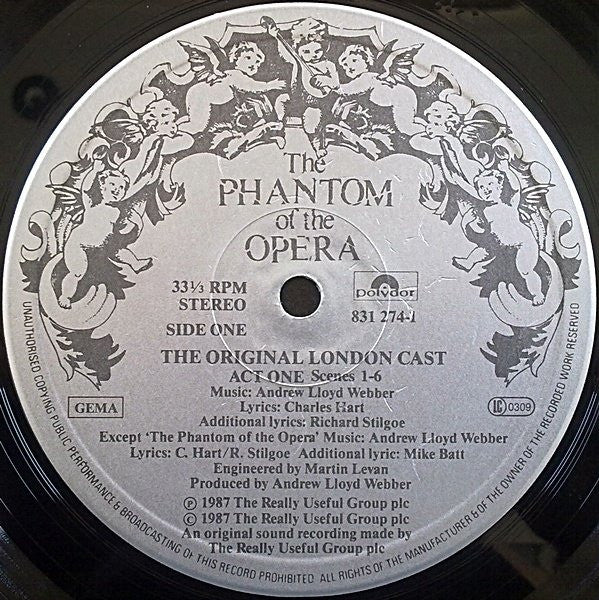 The
PHANTOM
of the
OPERA
33⅓ RPM
STEREO
SIDE ONE
polydor
831 274-1
THE ORIGINAL LONDON CAST
ACT ONE Scenes 1-6
Music: Andrew Lloyd Webber
Lyrics: Charles Hart
Additional lyrics: Richard Stilgoe
GEMA
LC 0309
Except 'The Phantom of the Opera' Music: Andrew Lloyd Webber
Lyrics: C. Hart/R. Stilgoe Additional lyric: Mike Batt
Engineered by Martin Levan
Produced by Andrew Lloyd Webber
℗ 1987 The Really Useful Group plc
© 1987 The Really Useful Group plc
An original sound recording made by
The Really Useful Group plc
UNAUTHORISED COPYING PUBLIC PERFORMANCE & BROADCASTING OF THIS RECORD PROHIBITED. ALL RIGHTS OF THE MANUFACTURER & OF THE OWNER OF THE RECORDED WORK RESERVED